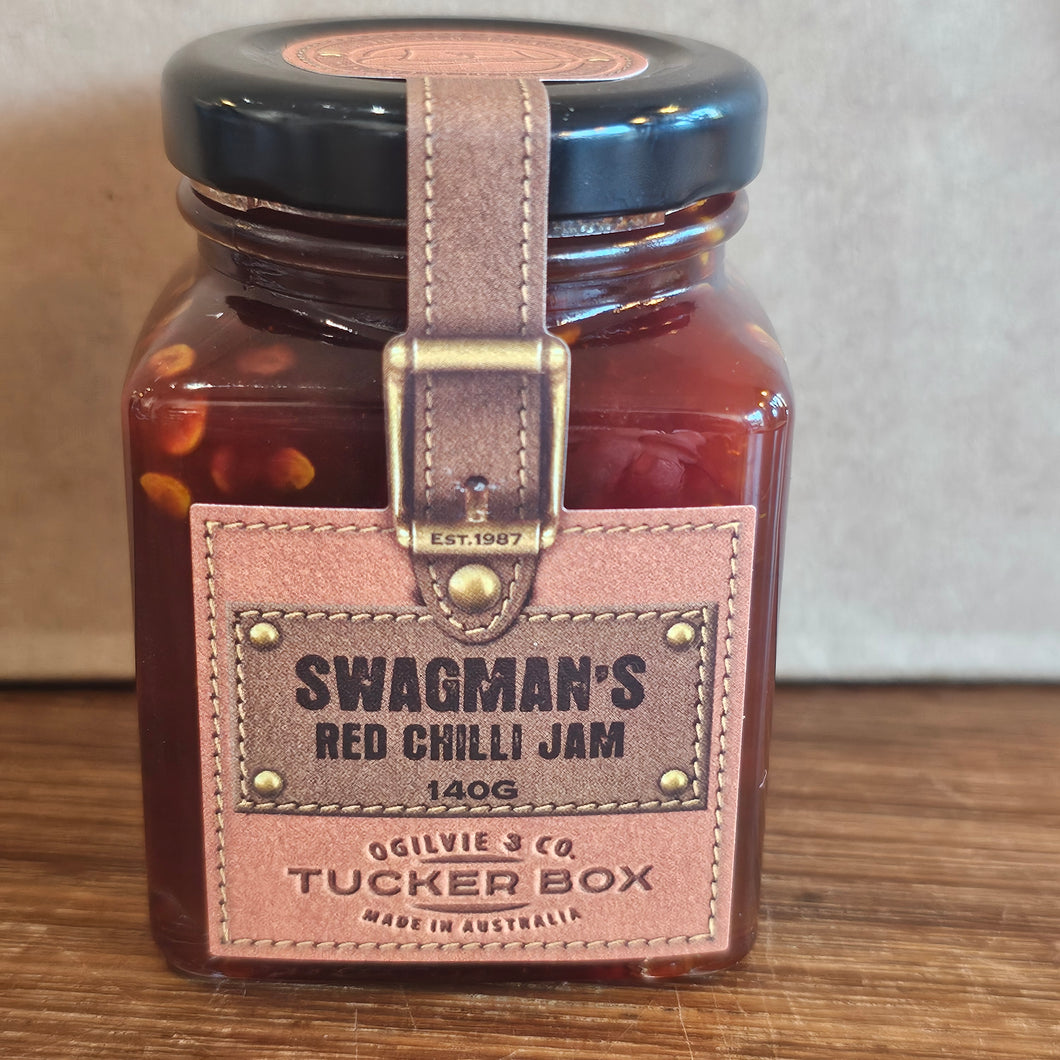 EST.1987
SWAGMAN'S
RED CHILLI JAM
140G
OGILVIE & CO.
TUCKER BOX
MADE IN AUSTRALIA